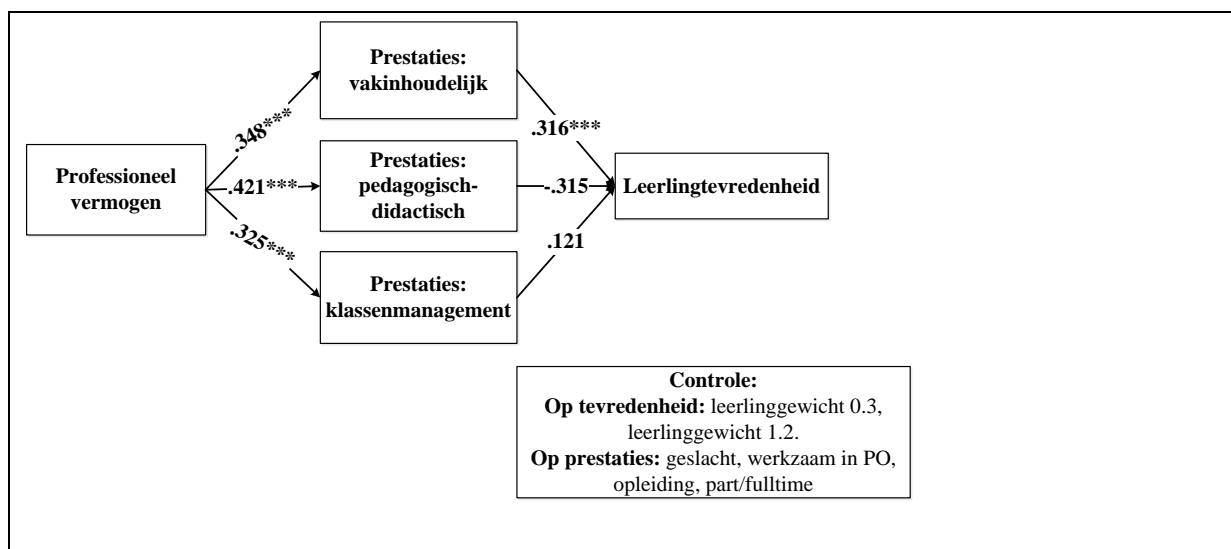 Prestaties:
vakinhoudelijk
.348***
.316***
Professioneel
vermogen
.421***
Prestaties:
pedagogisch-
didactisch
-.315
Leerlingtevredenheid
.325***
.121
Prestaties:
klassenmanagement
Controle:
Op tevredenheid: leerlinggewicht 0.3,
leerlinggewicht 1.2.
Op prestaties: geslacht, werkzaam in PO,
opleiding, part/fulltime